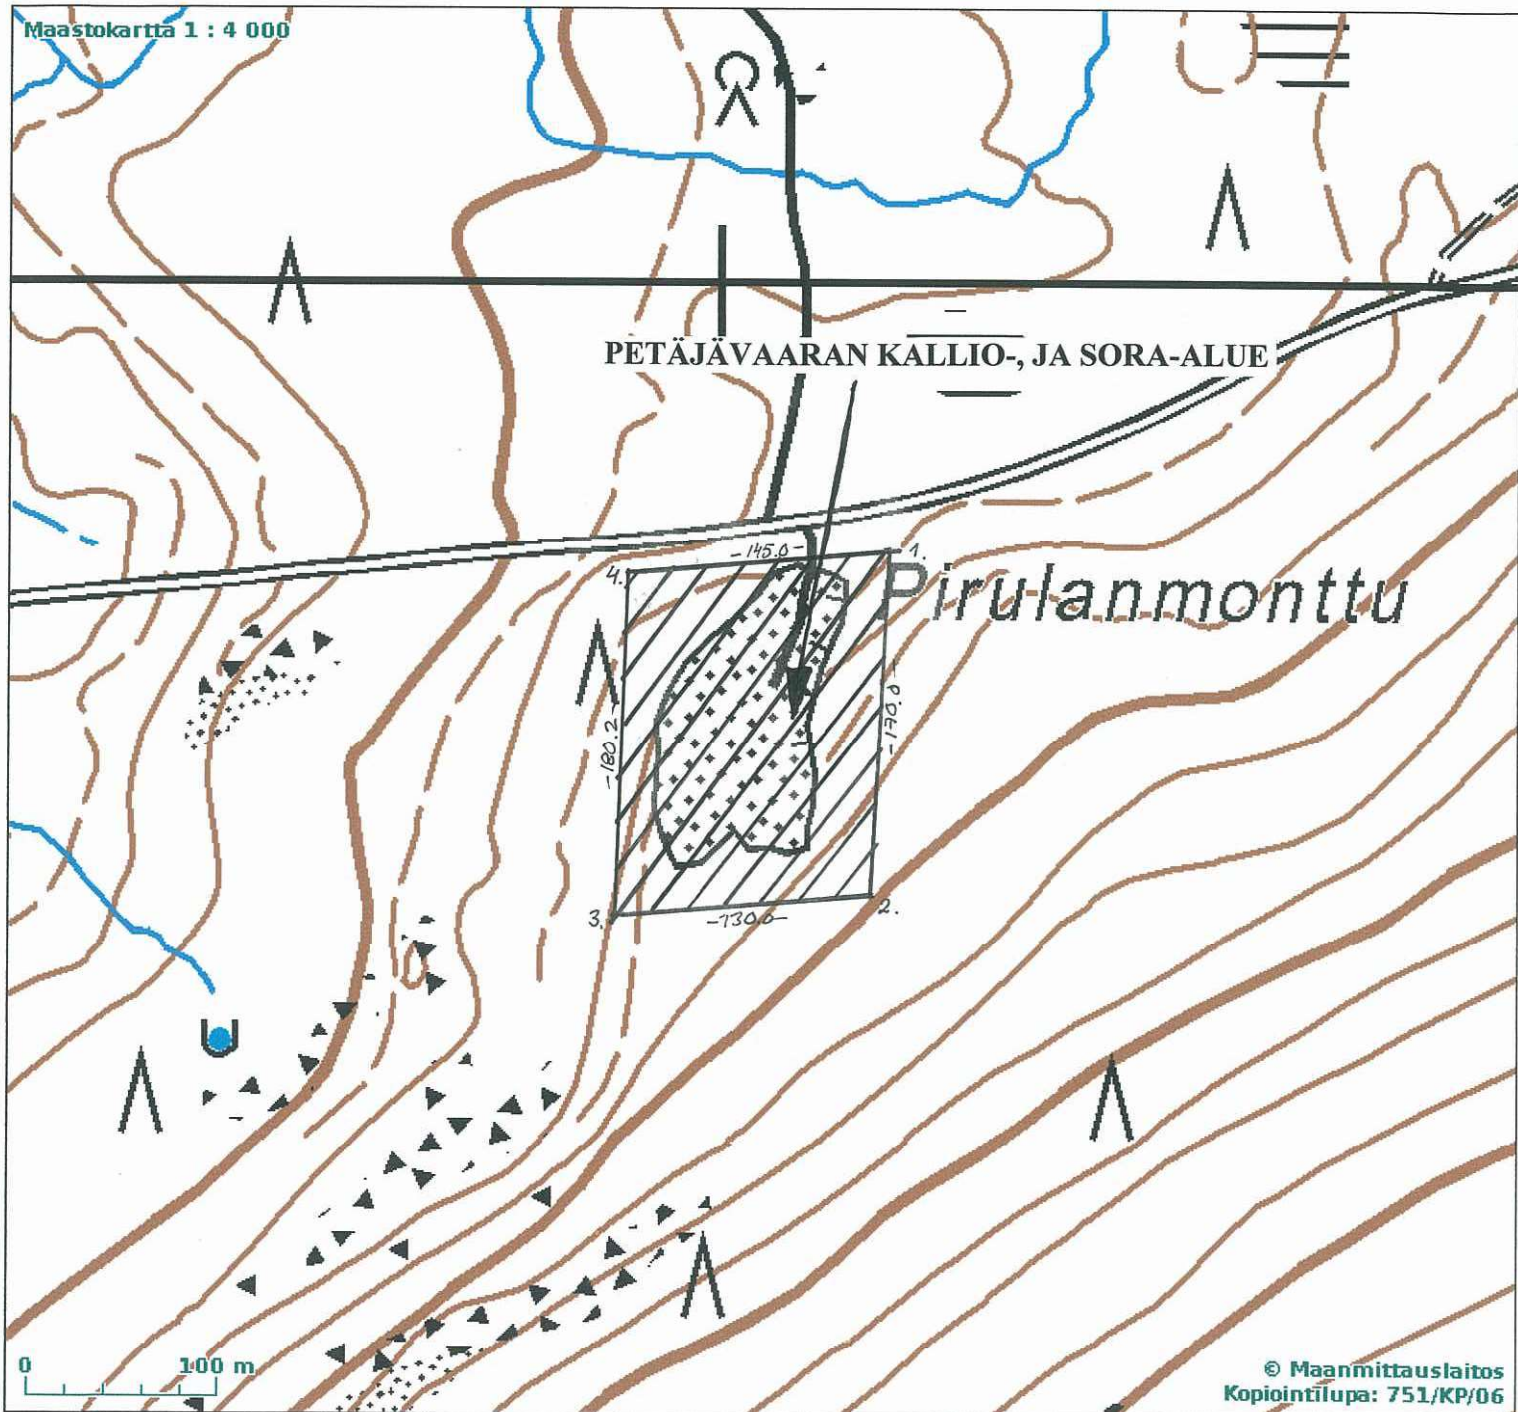 Maastokartta 1 : 4 000
PETÄJÄVAARAN KALLIO-, JA SORA-ALUE
-145.0-
1.
4.
Pirulanmonttu
-170.0-
-180.2-
3.
-130.0-
2.
0 100 m
© Maanmittauslaitos
Kopiointilupa: 751/KP/06